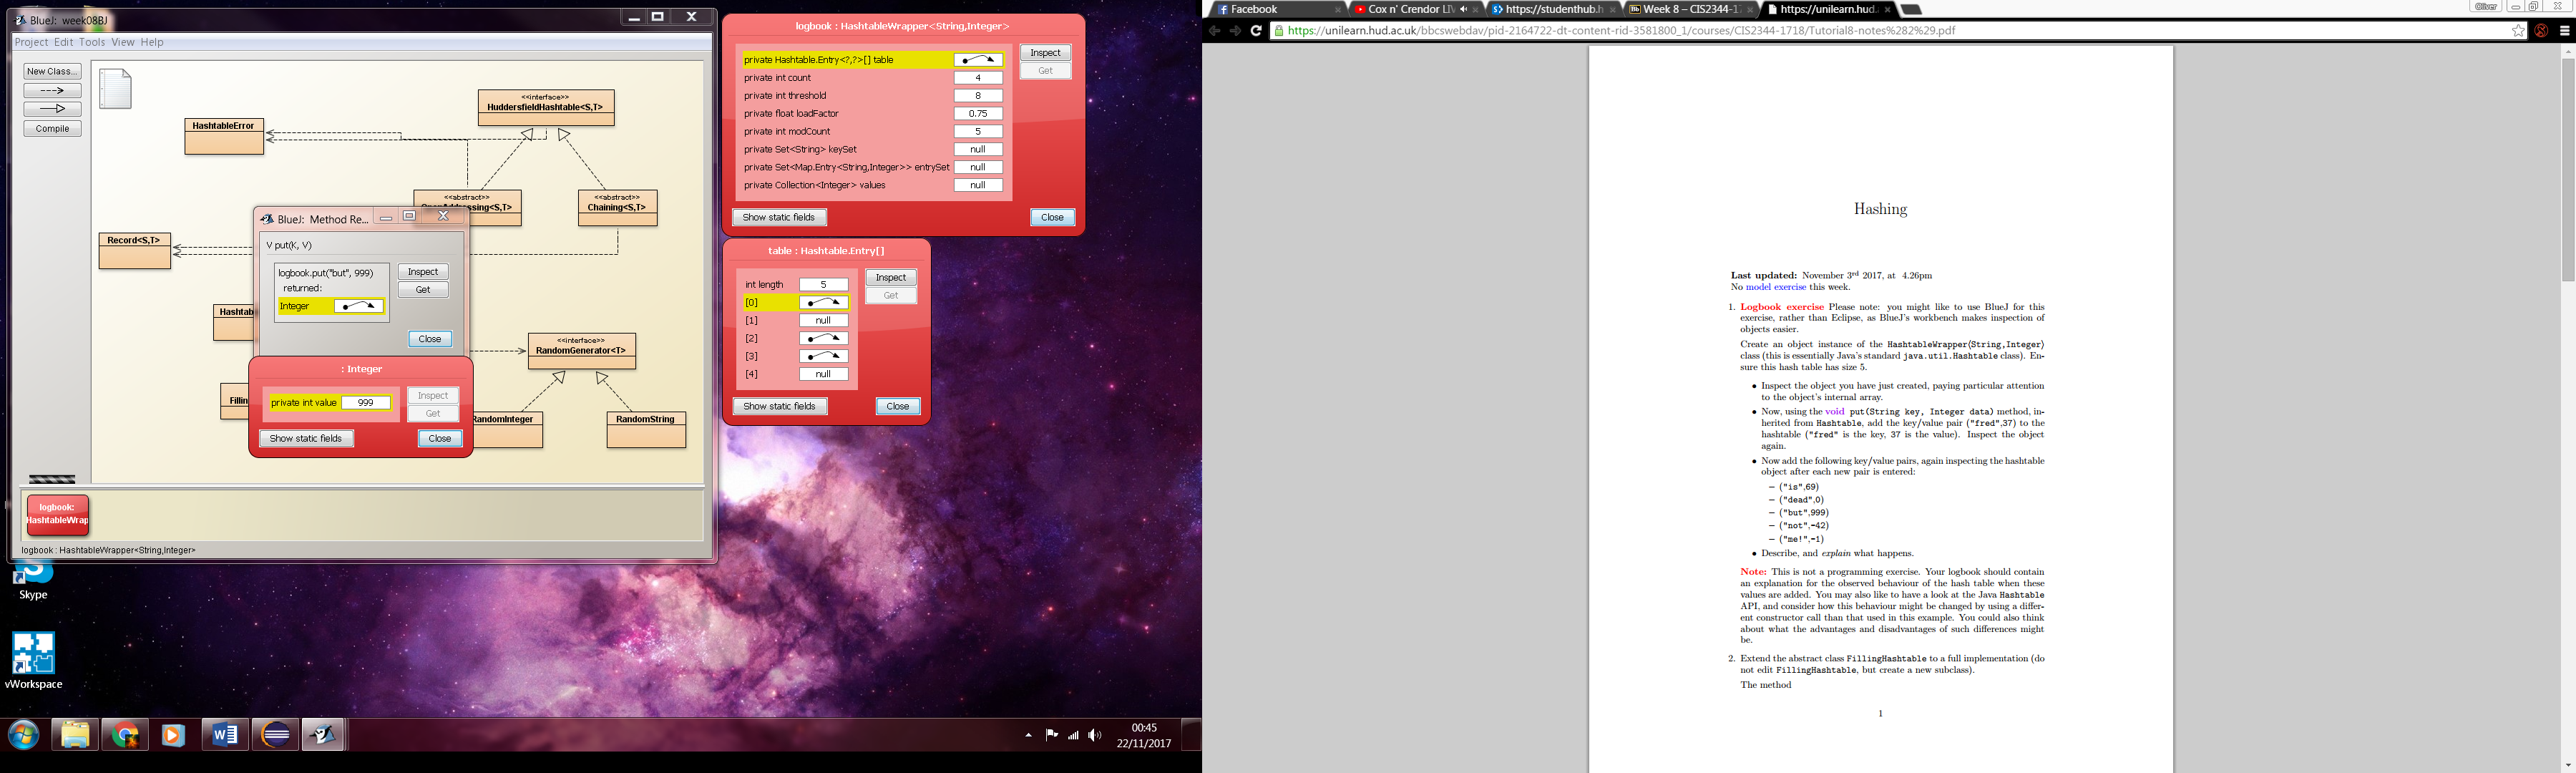 BlueJ: week08BJ
Project Edit Tools View Help
New Class...
Compile
HashtableError
<<interface>>
HuddersfieldHashtable<S,T>
<<abstract>>
<<abstract>>
Chaining<S,T>
Record<S,T>
<<interface>>
RandomGenerator<T>
RandomInteger
RandomString
BlueJ: Method Re...
V put(K, V)
logbook.put("but", 999)
returned:
Integer
Inspect
Get
Close
: Integer
private int value 999
Inspect
Get
Show static fields
Close
logbook:
HashtableWrap
logbook : HashtableWrapper<String,Integer>
Skype
vWorkspace
00:45
22/11/2017
logbook : HashtableWrapper<String,Integer>
private Hashtable.Entry<?,?>[] table
private int count 4
private int threshold 8
private float loadFactor 0.75
private int modCount 5
private Set<String> keySet null
private Set<Map.Entry<String,Integer>> entrySet null
private Collection<Integer> values null
Inspect
Get
Show static fields
Close
table : Hashtable.Entry[]
int length 5
[0]
[1] null
[2]
[3]
[4] null
Inspect
Get
Show static fields
Close
Facebook
Cox n' Crendor LIV
https://studenthub.h
Week 8 – CIS2344-17
https://unilearn.hud.
Oliver
https://unilearn.hud.ac.uk/bbcswebdav/pid-2164722-dt-content-rid-3581800_1/courses/CIS2344-1718/Tutorial8-notes%282%29.pdf
Hashing
Last updated: November 3rd 2017, at 4.26pm
No model exercise this week.
1. Logbook exercise Please note: you might like to use BlueJ for this
exercise, rather than Eclipse, as BlueJ's workbench makes inspection of
objects easier.
Create an object instance of the HashtableWrapper⟨String,Integer⟩
class (this is essentially Java's standard java.util.Hashtable class). En-
sure this hash table has size 5.
• Inspect the object you have just created, paying particular attention
to the object's internal array.
• Now, using the void put(String key, Integer data) method, in-
herited from Hashtable, add the key/value pair ("fred",37) to the
hashtable ("fred" is the key, 37 is the value). Inspect the object
again.
• Now add the following key/value pairs, again inspecting the hashtable
object after each new pair is entered:
– ("is",69)
– ("dead",0)
– ("but",999)
– ("not",-42)
– ("me!",-1)
• Describe, and explain what happens.
Note: This is not a programming exercise. Your logbook should contain
an explanation for the observed behaviour of the hash table when these
values are added. You may also like to have a look at the Java Hashtable
API, and consider how this behaviour might be changed by using a differ-
ent constructor call than that used in this example. You could also think
about what the advantages and disadvantages of such differences might
be.
2. Extend the abstract class FillingHashtable to a full implementation (do
not edit FillingHashtable, but create a new subclass).
The method
1